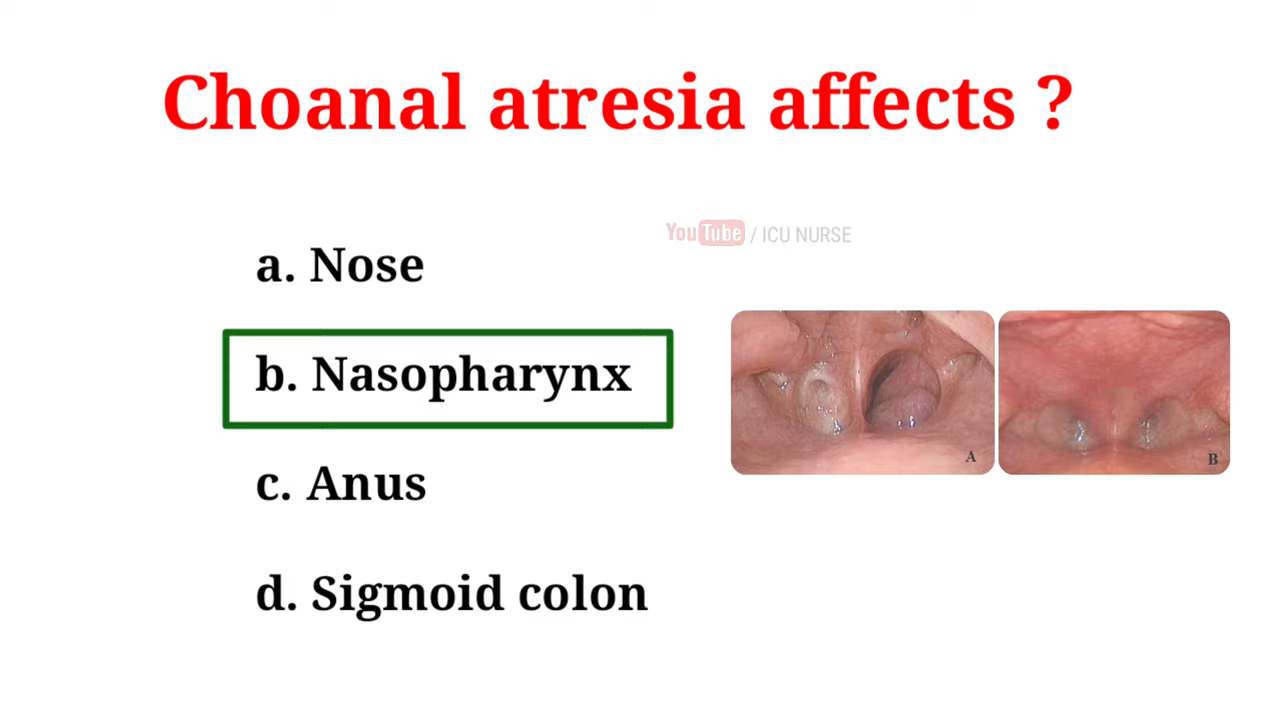 Choanal atresia affects ?
YouTube / ICU NURSE
a. Nose
b. Nasopharynx
c. Anus
d. Sigmoid colon
A
B